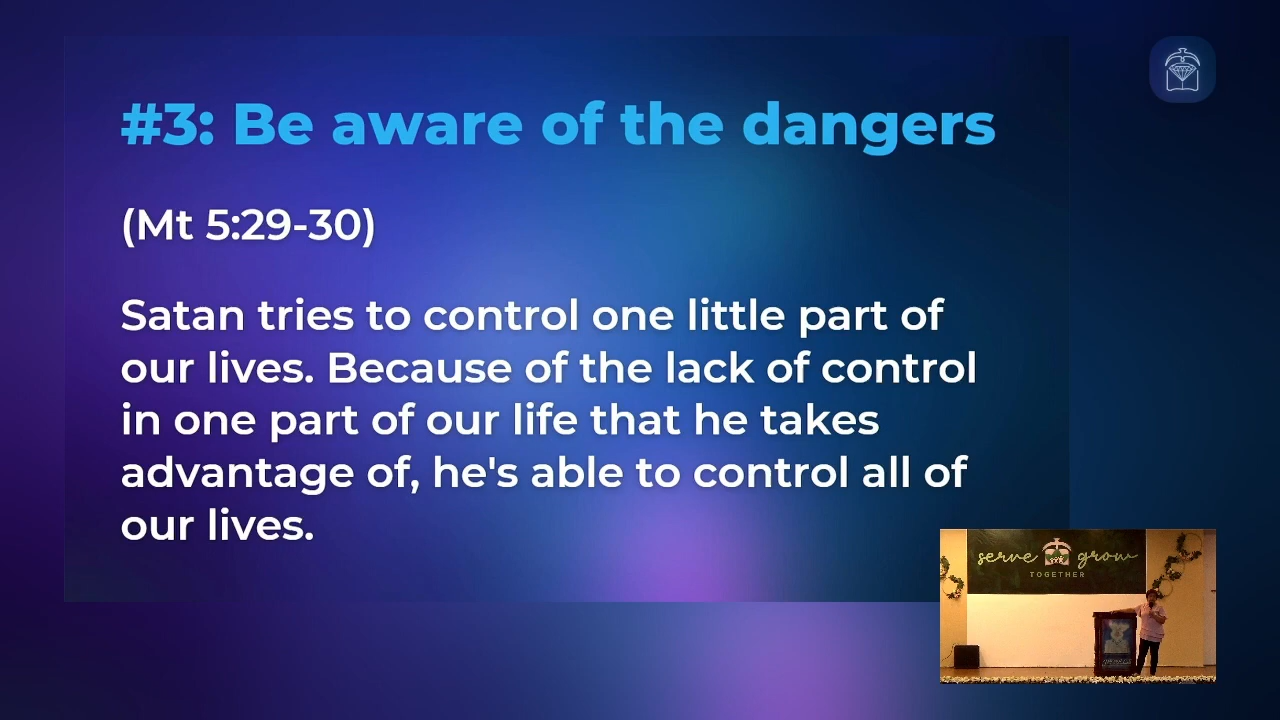 #3: Be aware of the dangers
(Mt 5:29-30)
Satan tries to control one little part of
our lives. Because of the lack of control
in one part of our life that he takes
advantage of, he's able to control all of
our lives.
serve grow
TOGETHER